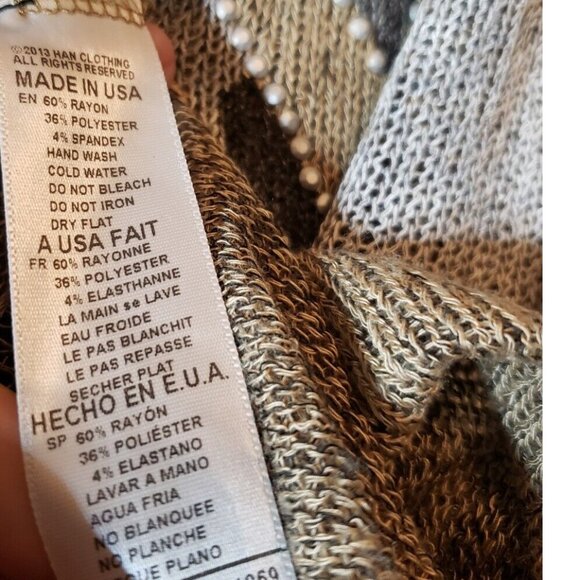 ©2013 HAN CLOTHING
ALL RIGHTS RESERVED
MADE IN USA
EN 60% RAYON
36% POLYESTER
4% SPANDEX
HAND WASH
COLD WATER
DO NOT BLEACH
DO NOT IRON
DRY FLAT
A USA FAIT
FR 60% RAYONNE
36% POLYESTER
4% ELASTHANNE
LA MAIN se LAVE
EAU FROIDE
LE PAS BLANCHIT
LE PAS REPASSE
SECHER PLAT
HECHO EN E.U.A.
SP 60% RAYÓN
36% POLIÉSTER
4% ELASTANO
LAVAR A MANO
AGUA FRIA
NO BLANQUEE
NO PLANCHE
PLANO